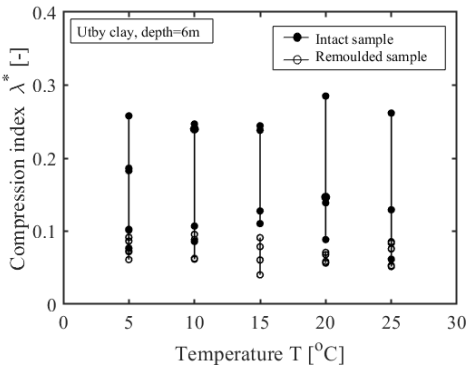 0.4
Utby clay, depth=6m
Intact sample
Remoulded sample
0.3
0.2
0.1
0
Compression index λ* [-]
0 5 10 15 20 25 30
Temperature T [°C]